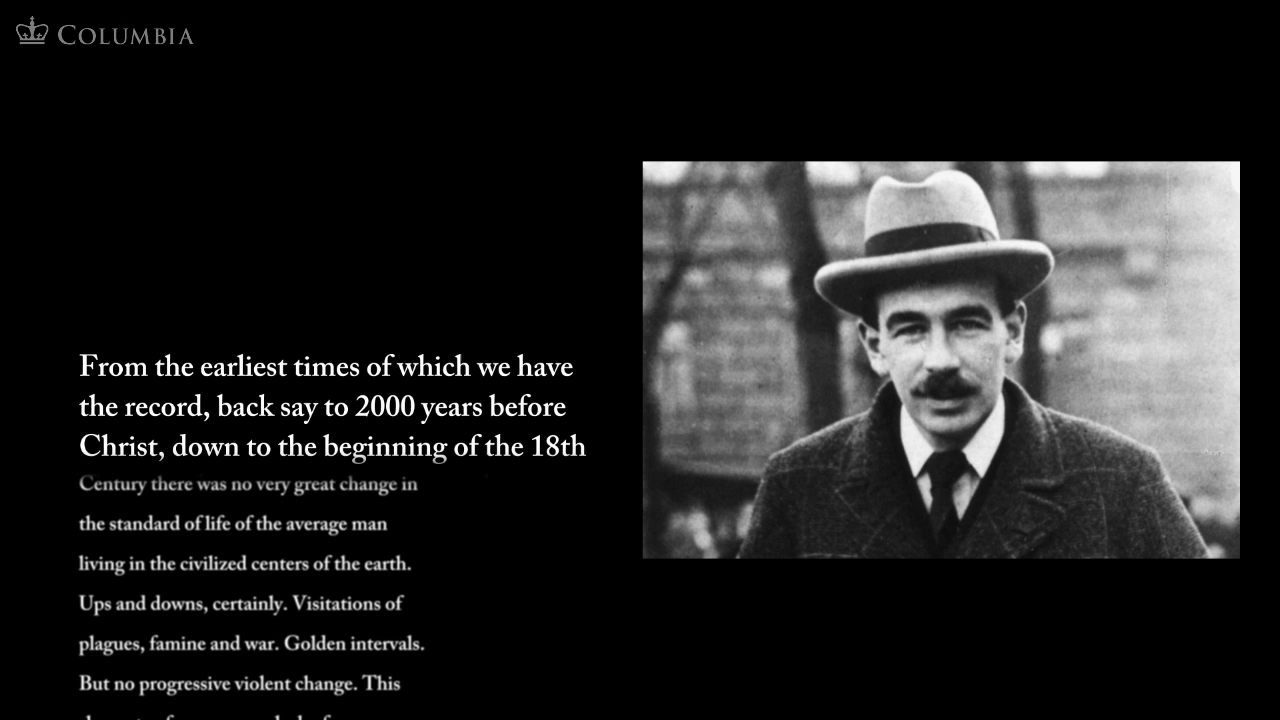 COLUMBIA
From the earliest times of which we have
the record, back say to 2000 years before
Christ, down to the beginning of the 18th
Century there was no very great change in
the standard of life of the average man
living in the civilized centers of the earth.
Ups and downs, certainly. Visitations of
plagues, famine and war. Golden intervals.
But no progressive violent change. This